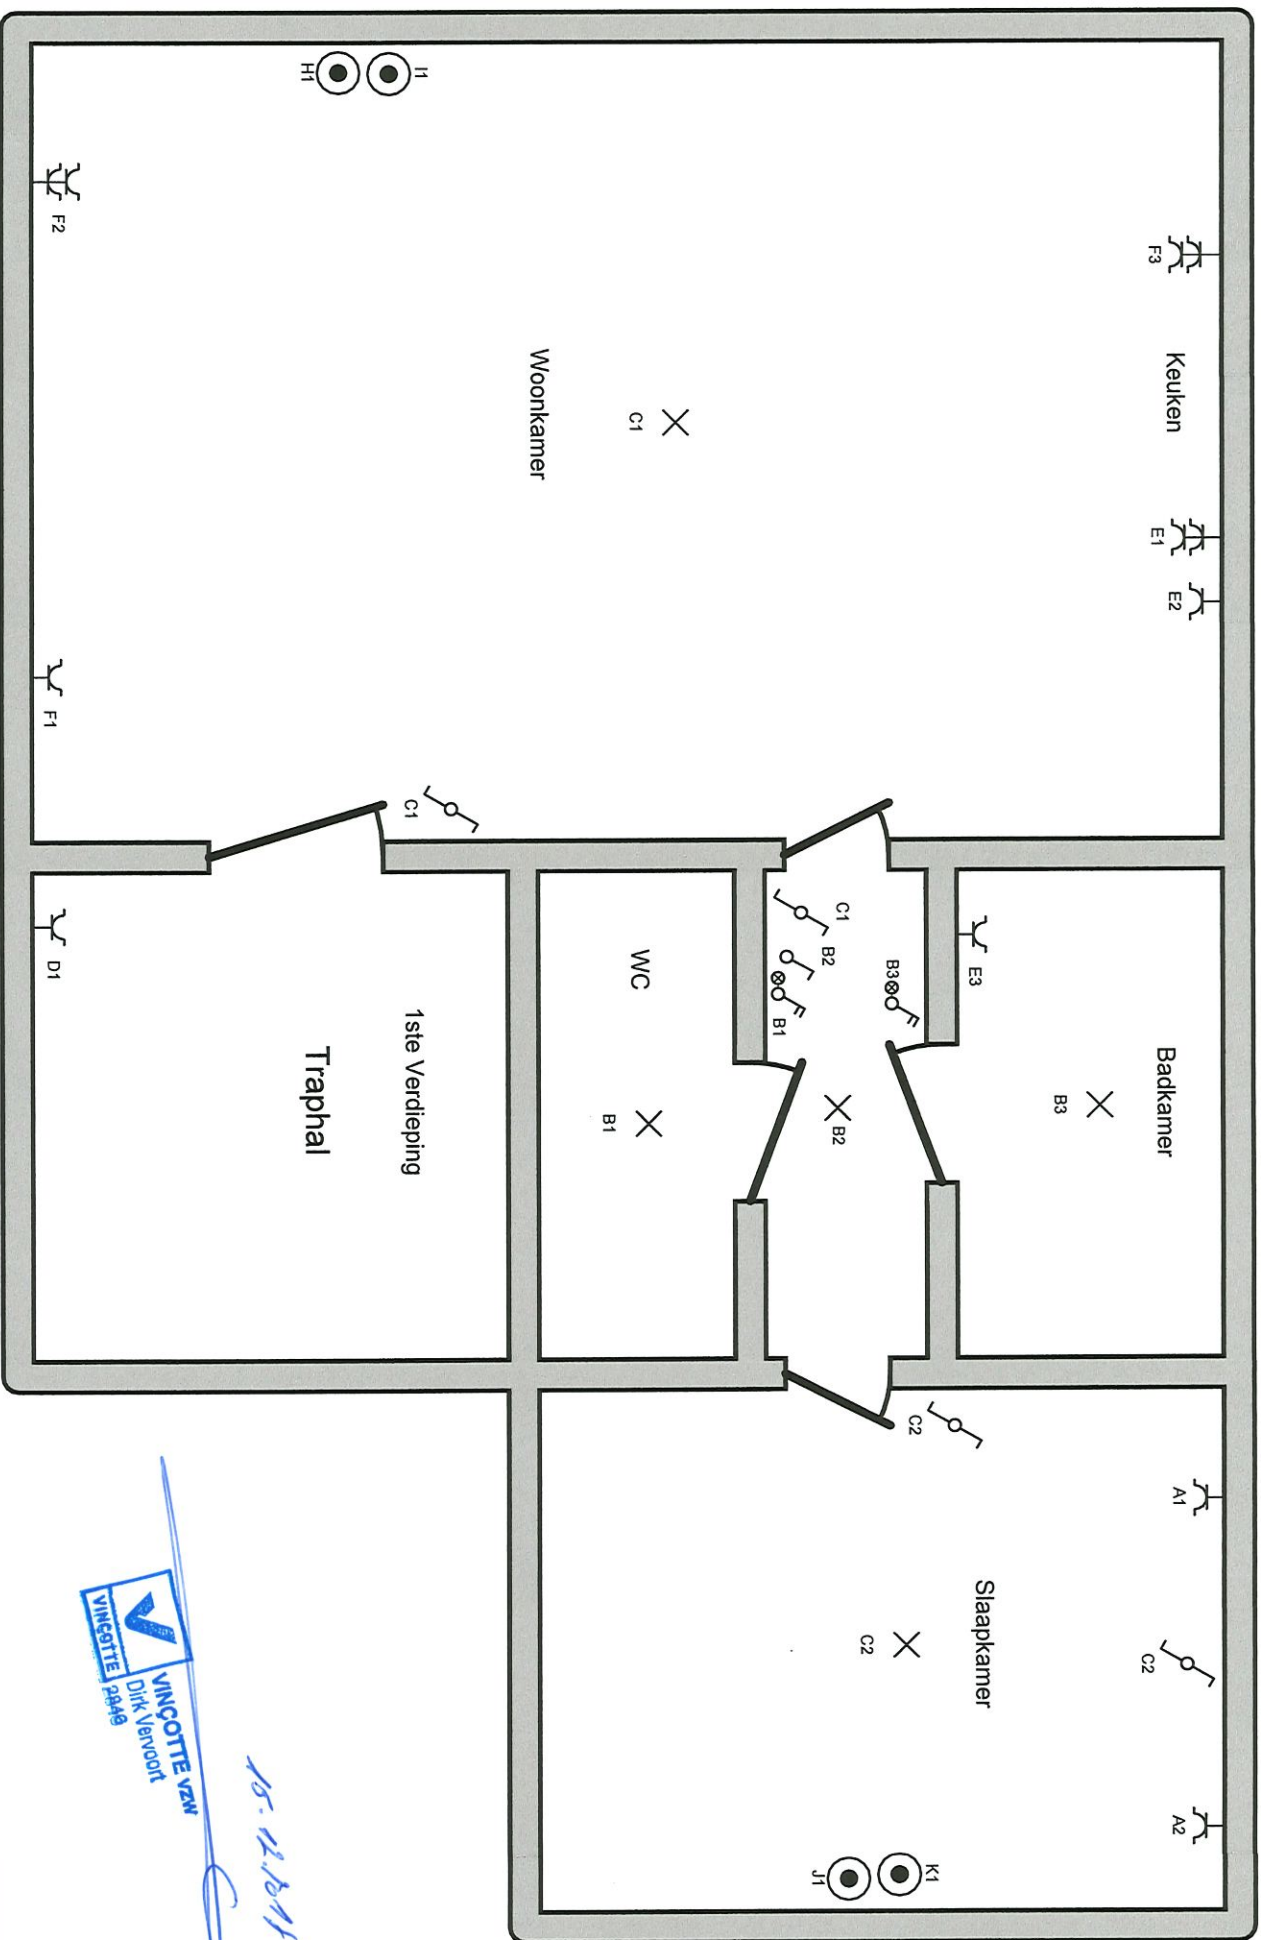 Keuken
F3
E1
E2
Woonkamer
C1
I1
H1
F2
F1
C1
Badkamer
E3
B3
B3
C1
B2
B1
B2
WC
B1
1ste Verdieping
Traphal
D1
Slaapkamer
A1
C2
A2
C2
C2
K1
J1
VINÇOTTE vzw
Dirk Vervoort
VINÇOTTE